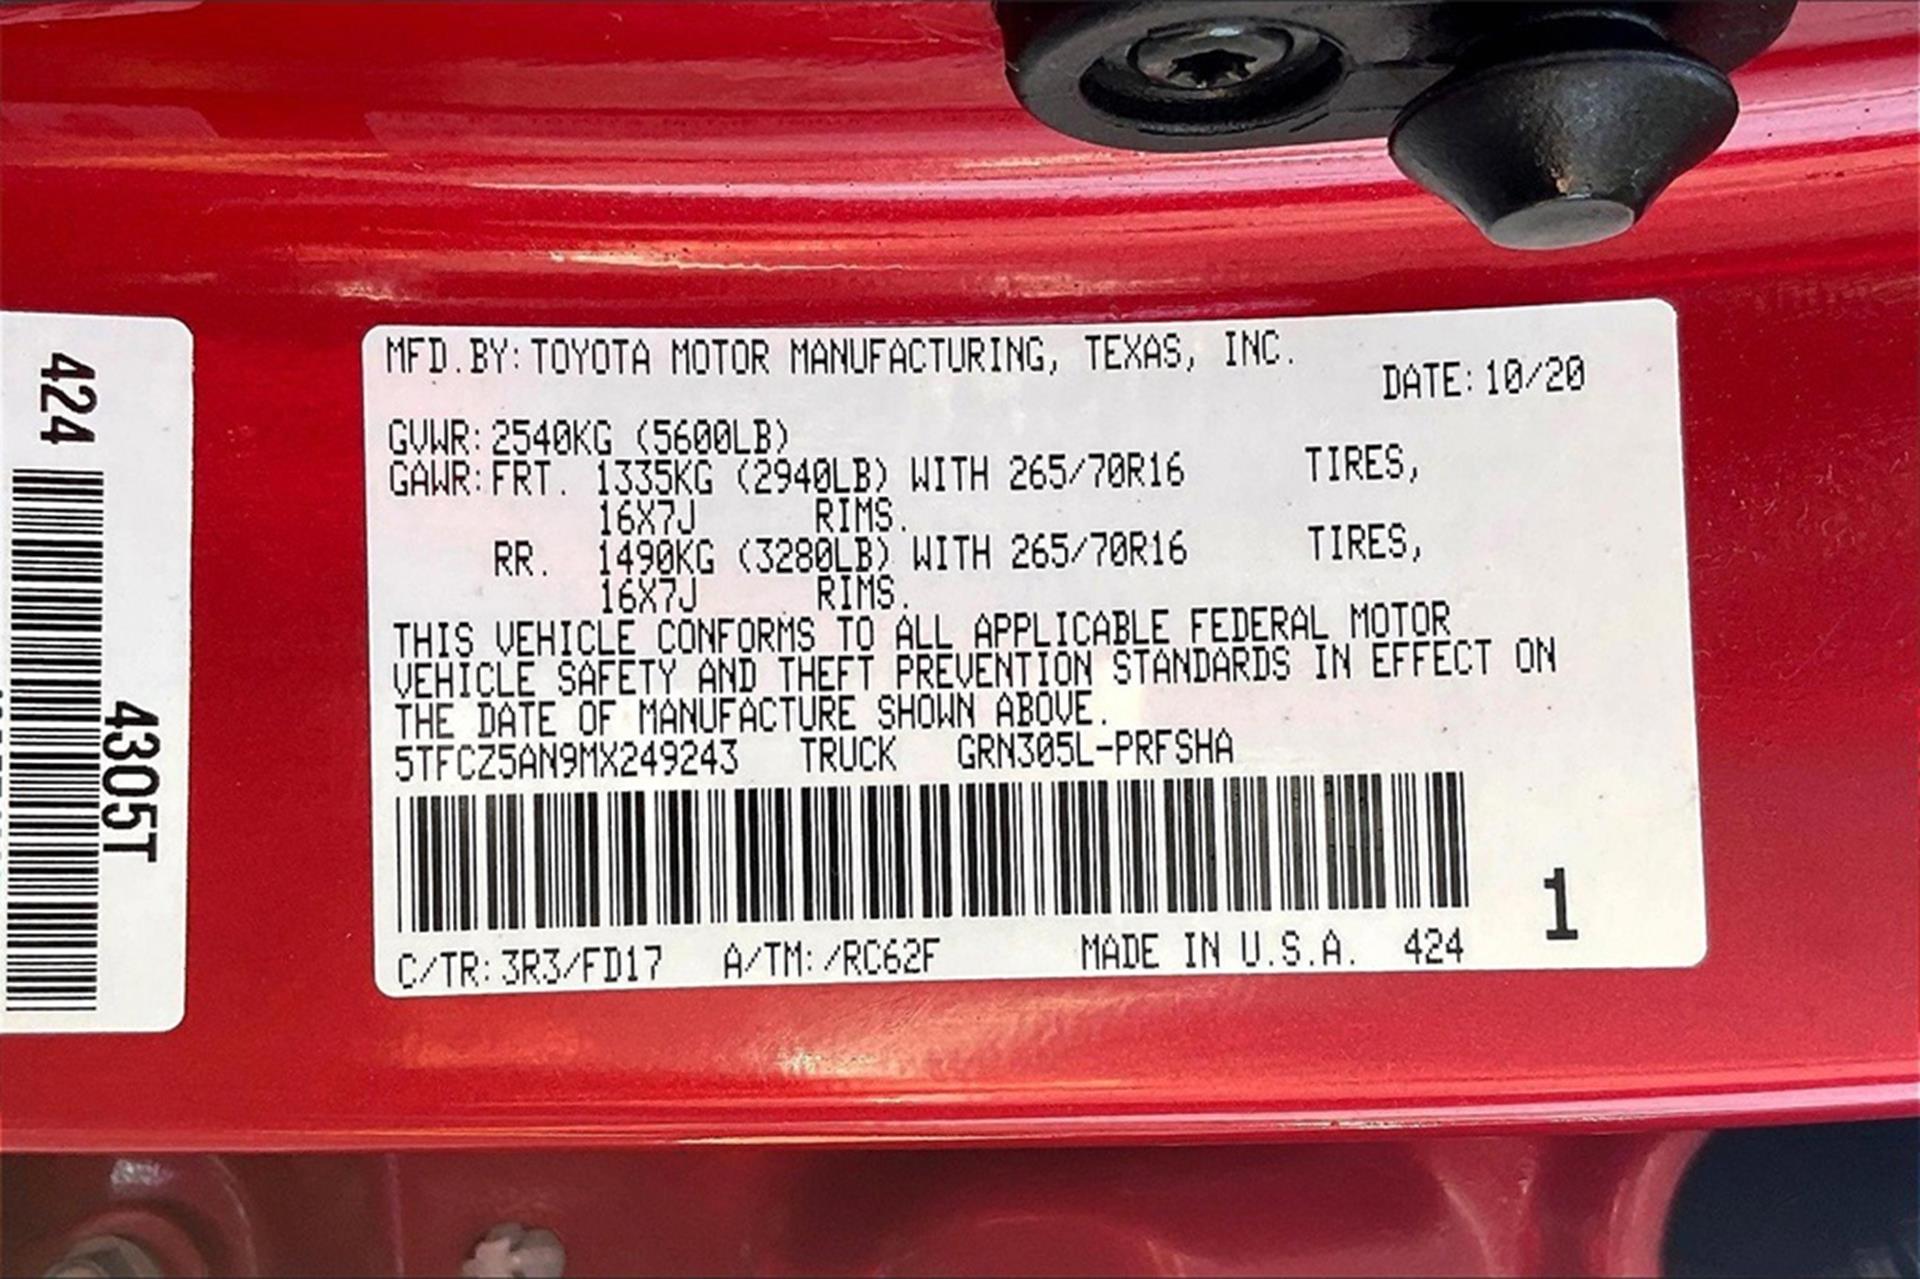 MFD.BY: TOYOTA MOTOR MANUFACTURING, TEXAS, INC.
DATE: 10/20
GVWR: 2540KG (5600LB)
GAWR: FRT. 1335KG (2940LB) WITH 265/70R16 TIRES,
16X7J RIMS.
RR. 1490KG (3280LB) WITH 265/70R16 TIRES,
16X7J RIMS.
THIS VEHICLE CONFORMS TO ALL APPLICABLE FEDERAL MOTOR
VEHICLE SAFETY AND THEFT PREVENTION STANDARDS IN EFFECT ON
THE DATE OF MANUFACTURE SHOWN ABOVE.
5TFCZ5AN9MX249243 TRUCK GRN305L-PRFSHA
1
C/TR: 3R3/FD17 A/TM: /RC62F MADE IN U.S.A. 424
424
4305T